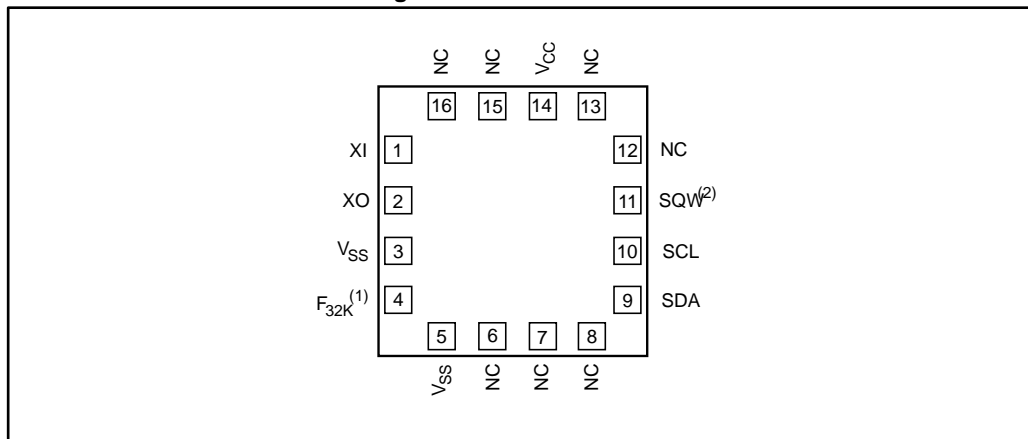 NC NC VCC NC
16 15 14 13
XI 1 12 NC
XO 2 11 SQW(2)
VSS 3 10 SCL
F32K(1) 4 9 SDA
5 6 7 8
VSS NC NC NC